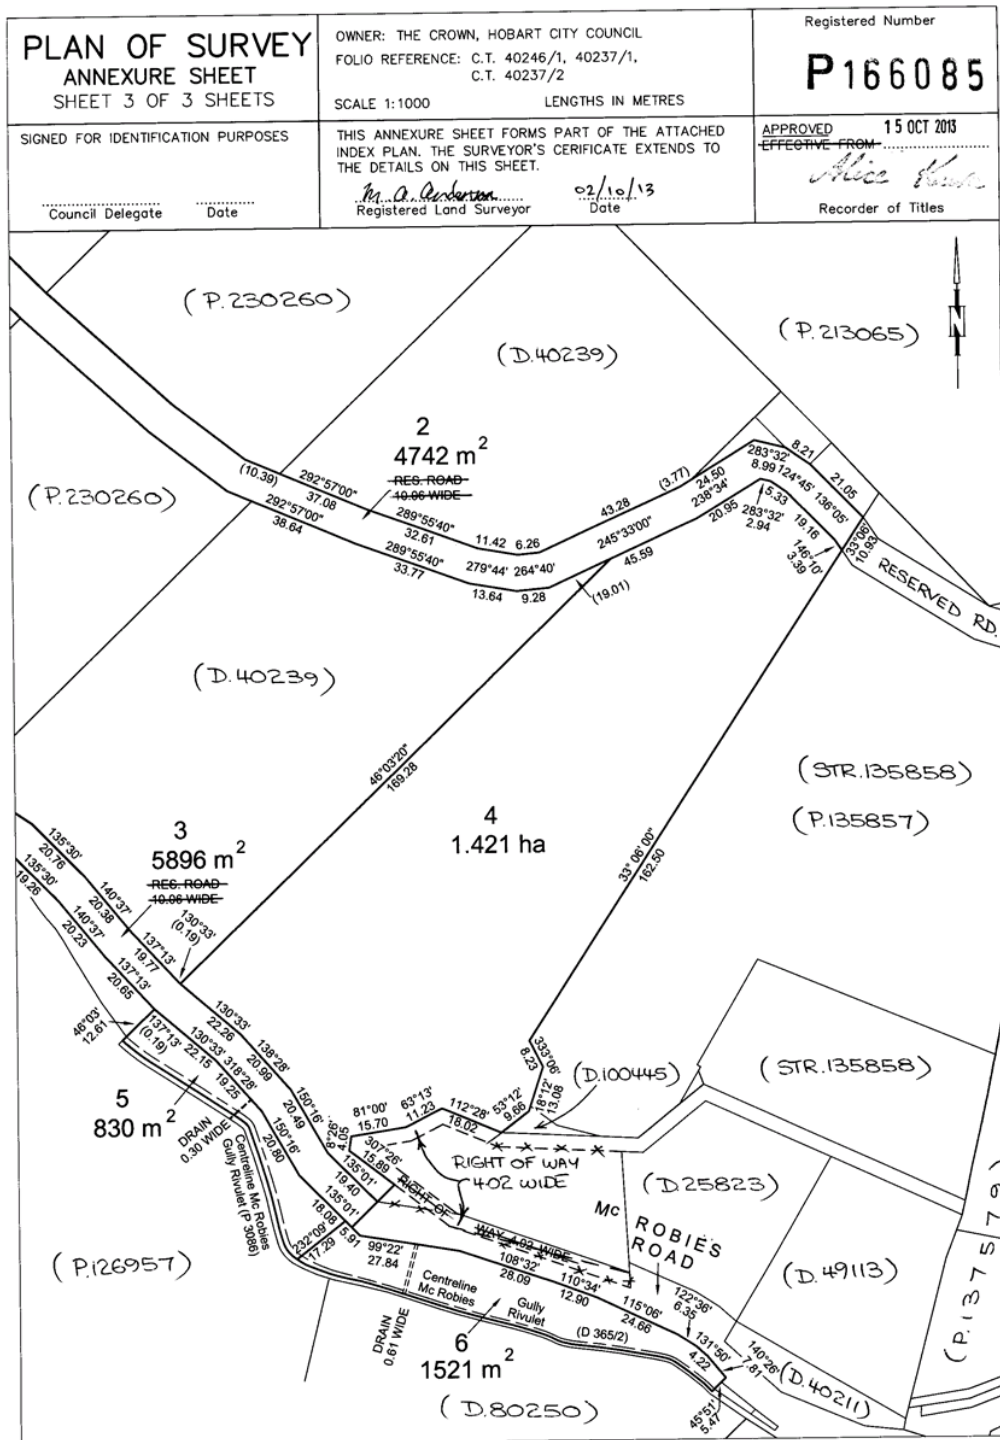 PLAN OF SURVEY
ANNEXURE SHEET
SHEET 3 OF 3 SHEETS
OWNER: THE CROWN, HOBART CITY COUNCIL
FOLIO REFERENCE: C.T. 40246/1, 40237/1,
C.T. 40237/2
SCALE 1:1000 LENGTHS IN METRES
Registered Number
P166085
SIGNED FOR IDENTIFICATION PURPOSES
Council Delegate Date
THIS ANNEXURE SHEET FORMS PART OF THE ATTACHED
INDEX PLAN. THE SURVEYOR'S CERIFICATE EXTENDS TO
THE DETAILS ON THIS SHEET.
M. A. Anderson 02/10/13
Registered Land Surveyor Date
APPROVED 15 OCT 2013
EFFECTIVE FROM
Alice
Recorder of Titles
(P.230260)
(D.40239)
(P.213065)
N
2
4742 m²
RES. ROAD
10.06 WIDE
(P.230260)
(10.39)
292°57'00"
37.08
292°57'00"
38.64
289°55'40"
32.61
289°55'40"
33.77
11.42 6.26
279°44' 264°40'
13.64 9.28
43.28
245°33'00"
45.59
(19.01)
(3.77)
24.50
238°34'
20.95
283°32'
8.99
8.21
124°45'
5.33
283°32'
2.94
21.05
136°05'
19.16
146°10'
3.39
33°06'
10.93
RESERVED RD.
(D.40239)
46°03'20"
169.28
(STR.135858)
(P.135857)
4
1.421 ha
33°06'00"
162.50
3
5896 m²
RES. ROAD
10.06 WIDE
135°30'
20.76
135°30'
19.26
140°37'
20.38
140°37'
20.23
137°13'
19.77
137°13'
20.65
130°33'
(0.19)
46°03'
12.61
137°13'
(0.19)
130°33'
22.26
130°33'
22.15
138°28'
20.99
318°28'
19.25
150°16'
20.49
150°16'
20.80
5
830 m²
DRAIN
0.30 WIDE
Centreline Mc Robies
Gully Rivulet (P 3086)
8°26'
4.05
81°00'
15.70
63°13'
11.23
112°28'
18.02
53°12'
9.66
18°12'
13.08
333°06'
8.23
(D.100445)
(STR.135858)
307°26'
15.89
135°01'
19.40
135°01'
18.08
5.91
232°09'
17.29
RIGHT OF WAY
4.02 WIDE
RIGHT OF
WAY 4.02 WIDE
(D.25823)
Mc
ROBIES
ROAD
(P.126957)
99°22'
27.84
108°32'
28.09
110°34'
12.90
115°06'
24.66
122°36'
6.35
131°50'
4.22
140°26'
7.81
45°51'
5.47
Centreline
Mc Robies
Gully
Rivulet
(D 365/2)
DRAIN
0.61 WIDE
6
1521 m²
(D.49113)
(D.40211)
(P.137579)
(D.80250)